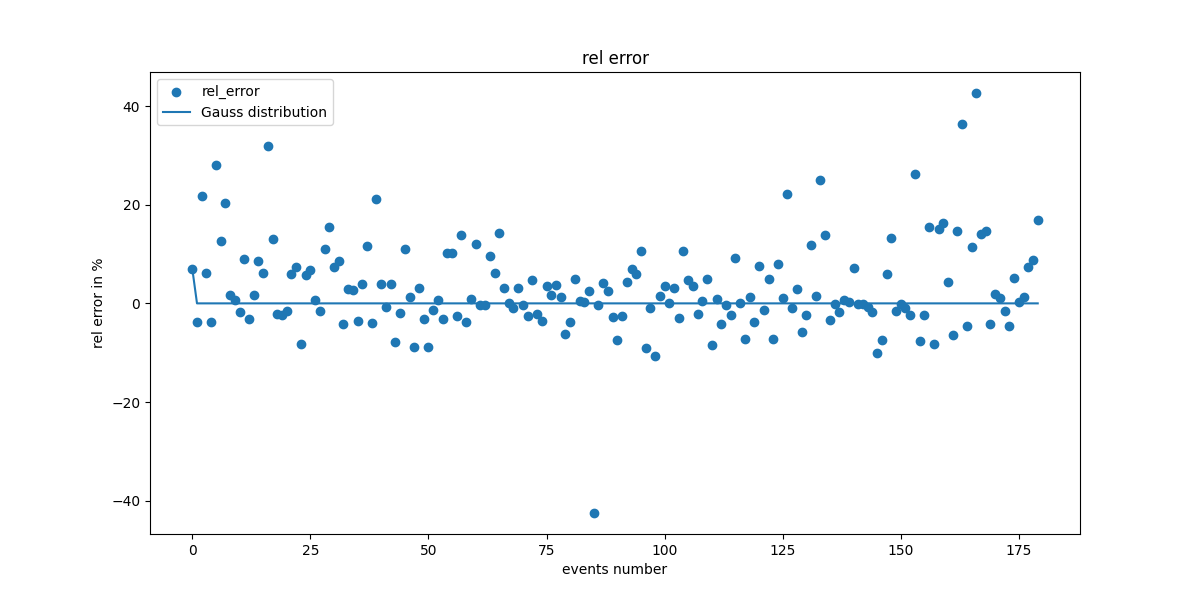 rel error
rel_error
Gauss distribution
rel error in %
40
20
0
−20
−40
0 25 50 75 100 125 150 175
events number